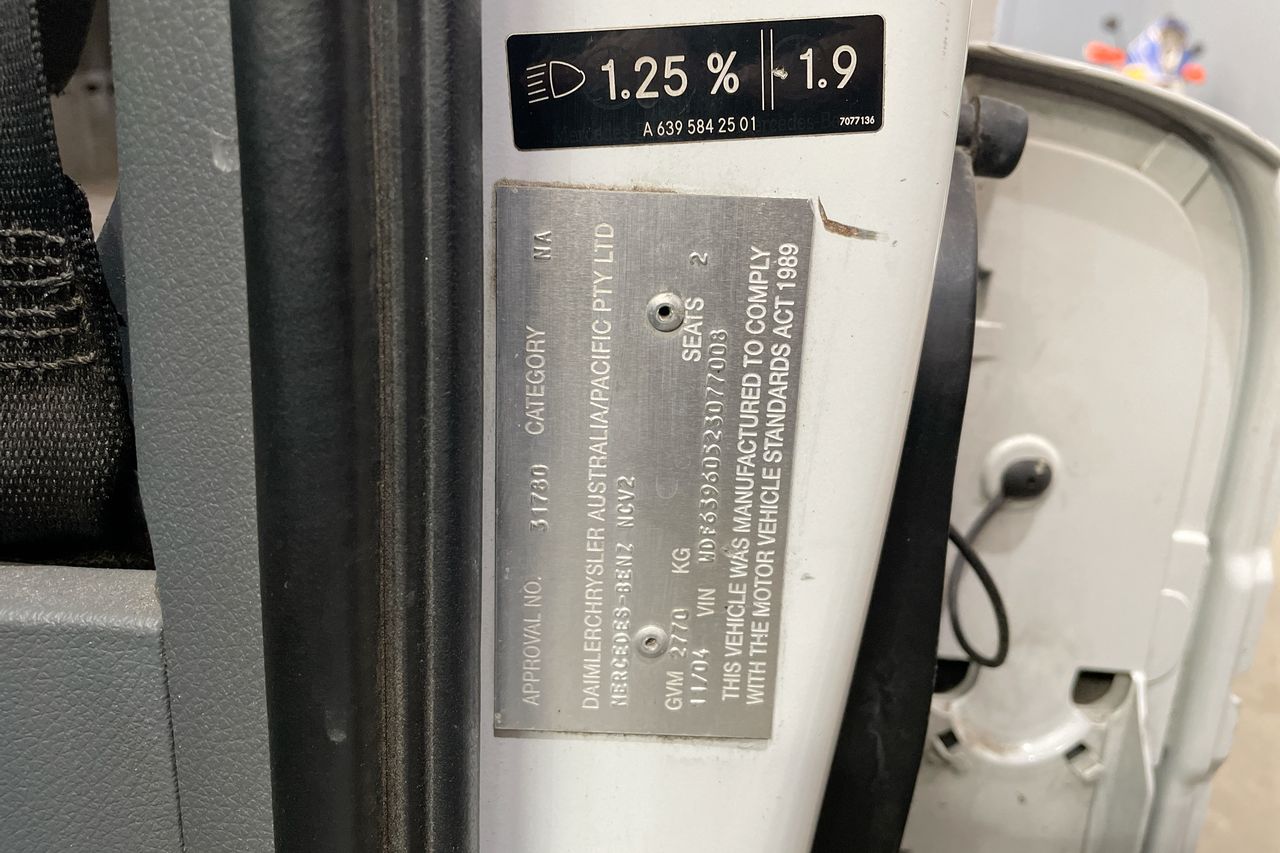 1.25 % 1.9
A 639 584 25 01 7077136
APPROVAL NO. 31780 CATEGORY NA
DAIMLERCHRYSLER AUSTRALIA/PACIFIC PTY LTD
MERCEDES-BENZ NCV2
GVM 2770 KG SEATS 2
11/04 VIN WDF63960523077008
THIS VEHICLE WAS MANUFACTURED TO COMPLY
WITH THE MOTOR VEHICLE STANDARDS ACT 1989